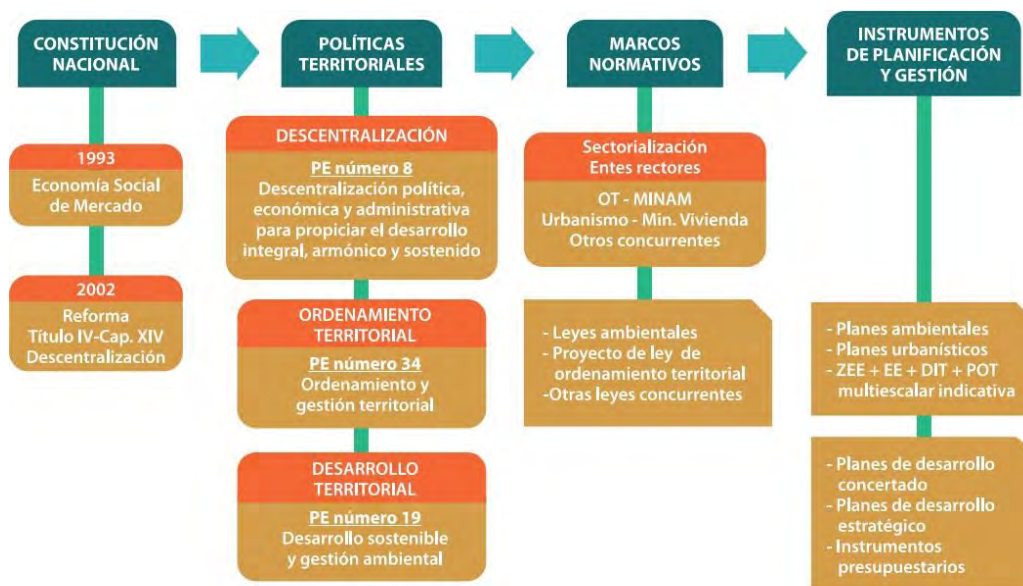 CONSTITUCIÓN
NACIONAL
1993
Economía Social
de Mercado
2002
Reforma
Título IV-Cap. XIV
Descentralización
POLÍTICAS
TERRITORIALES
DESCENTRALIZACIÓN
PE número 8
Descentralización política,
económica y administrativa
para propiciar el desarrollo
integral, armónico y sostenido
ORDENAMIENTO
TERRITORIAL
PE número 34
Ordenamiento y
gestión territorial
DESARROLLO
TERRITORIAL
PE número 19
Desarrollo sostenible
y gestión ambiental
MARCOS
NORMATIVOS
Sectorialización
Entes rectores
OT - MINAM
Urbanismo - Min. Vivienda
Otros concurrentes
- Leyes ambientales
- Proyecto de ley de
ordenamiento territorial
-Otras leyes concurrentes
INSTRUMENTOS
DE PLANIFICACIÓN
Y GESTIÓN
- Planes ambientales
- Planes urbanísticos
- ZEE + EE + DIT + POT
multiescalar indicativa
- Planes de desarrollo
concertado
- Planes de desarrollo
estratégico
- Instrumentos
presupuestarios